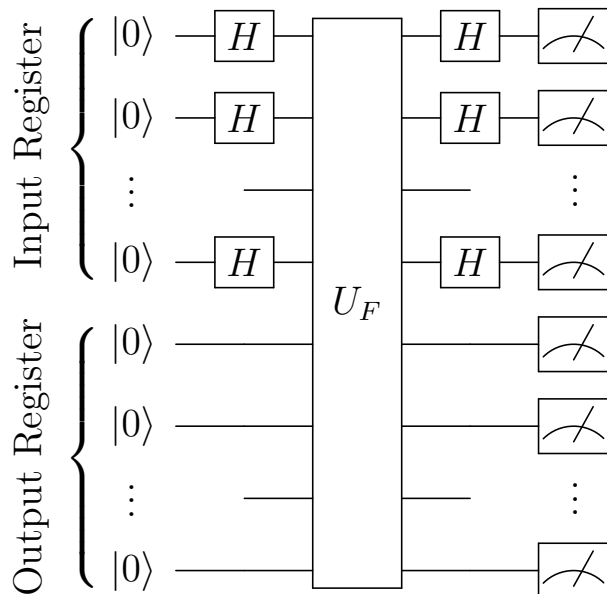 Input Register
|0⟩ H H
|0⟩ H H
⋮ ⋮
|0⟩ H H
U_F
Output Register
|0⟩
|0⟩
⋮ ⋮
|0⟩